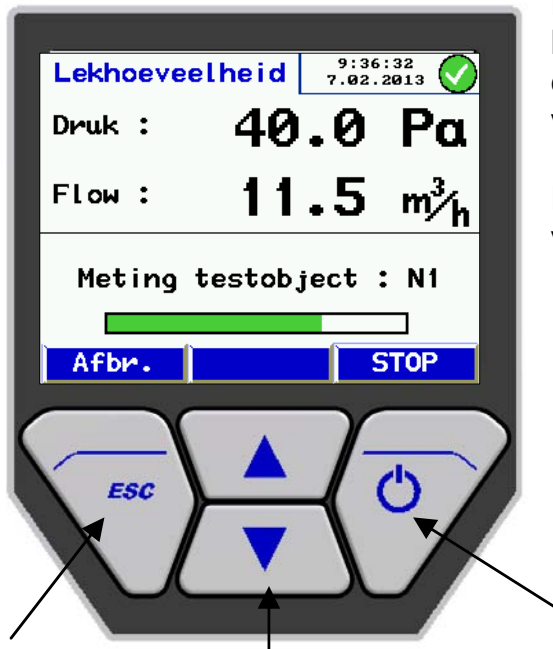 Lekhoeveelheid
9:36:32
7.02.2013
Druk : 40.0 Pa
Flow : 11.5 m³/h
Meting testobject : N1
Afbr. STOP
ESC